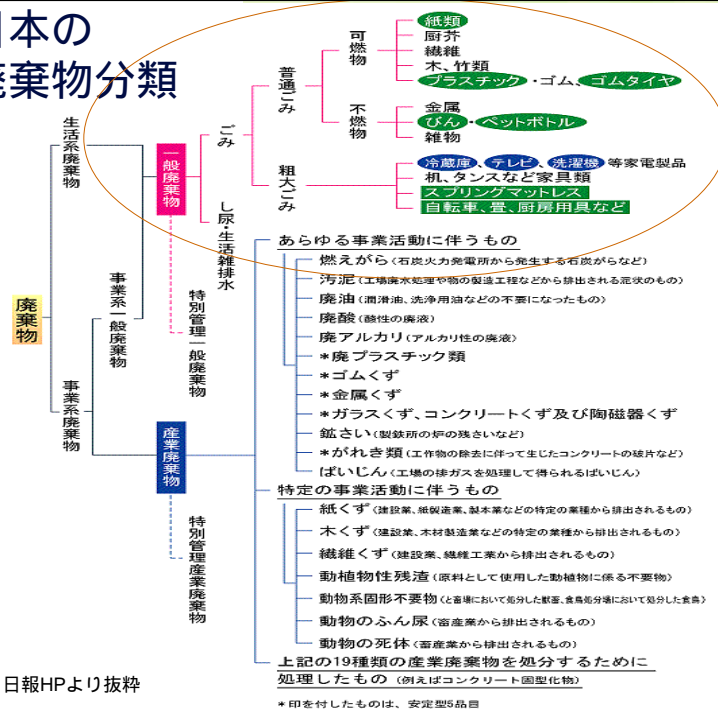 日本の
廃棄物分類
廃棄物
生活系廃棄物
事業系廃棄物
事業系一般廃棄物
一般廃棄物
特別管理一般廃棄物
産業廃棄物
特別管理産業廃棄物
ごみ
し尿・生活雑排水
普通ごみ
粗大ごみ
可燃物
不燃物
紙類
厨芥
繊維
木、竹類
プラスチック・ゴム、ゴムタイヤ
金属
びん・ペットボトル
雑物
冷蔵庫、テレビ、洗濯機 等家電製品
机、タンスなど家具類
スプリングマットレス
自転車、畳、厨房用具など
あらゆる事業活動に伴うもの
燃えがら(石炭火力発電所から発生する石炭がらなど)
汚泥(工場廃水処理や物の製造工程などから排出される泥状のもの)
廃油(潤滑油、洗浄用油などの不要になったもの)
廃酸(酸性の廃液)
廃アルカリ(アルカリ性の廃液)
*廃プラスチック類
*ゴムくず
*金属くず
*ガラスくず、コンクリートくず及び陶磁器くず
鉱さい(製鉄所の炉の残さいなど)
*がれき類(工作物の除去に伴って生じたコンクリートの破片など)
ばいじん(工場の排ガスを処理して得られるばいじん)
特定の事業活動に伴うもの
紙くず(建設業、紙製造業、製本業などの特定の業種から排出されるもの)
木くず(建設業、木材製造業などの特定の業種から排出されるもの)
繊維くず(建設業、繊維工業から排出されるもの)
動植物性残渣(原料として使用した動植物に係る不要物)
動物系固形不要物(と畜場において処分した獣畜、食鳥処分場において処分した食鳥)
動物のふん尿(畜産業から排出されるもの)
動物の死体(畜産業から排出されるもの)
上記の19種類の産業廃棄物を処分するために
処理したもの(例えばコンクリート固型化物)
*印を付したものは、安定型5品目
日報HPより抜粋